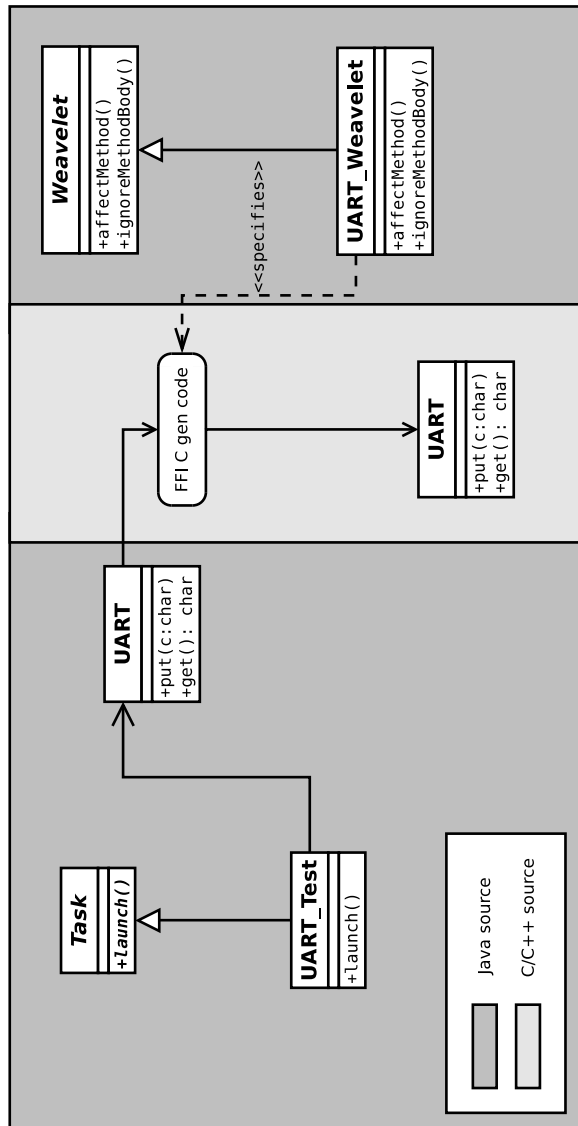 Task
+launch()
UART_Test
+launch()
UART
+put(c:char)
+get(): char
FFI C gen code
UART
+put(c:char)
+get(): char
Weavelet
+affectMethod()
+ignoreMethodBody()
<<specifies>>
UART_Weavelet
+affectMethod()
+ignoreMethodBody()
Java source
C/C++ source